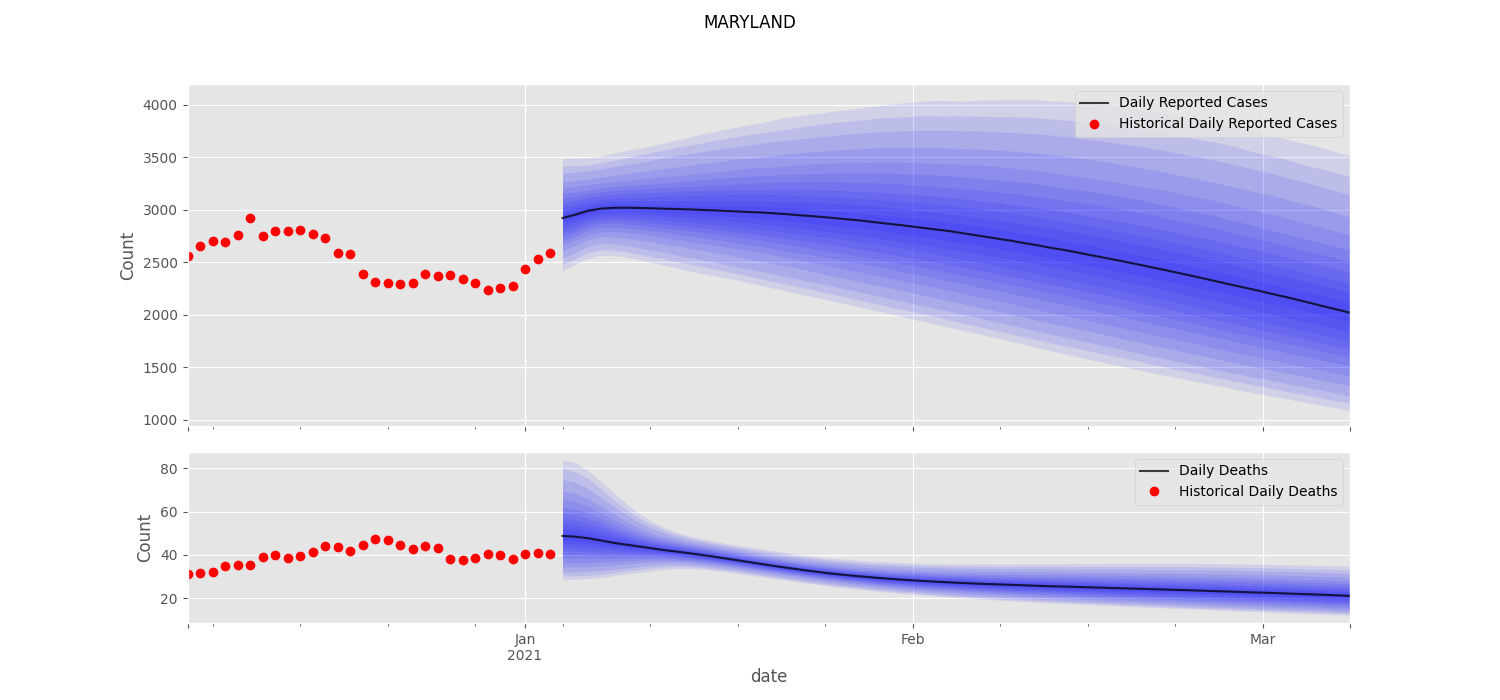 MARYLAND
4000
3500
3000
2500
2000
1500
1000
Count
Daily Reported Cases
Historical Daily Reported Cases
80
60
40
20
Count
Daily Deaths
Historical Daily Deaths
Jan
2021
Feb
Mar
date